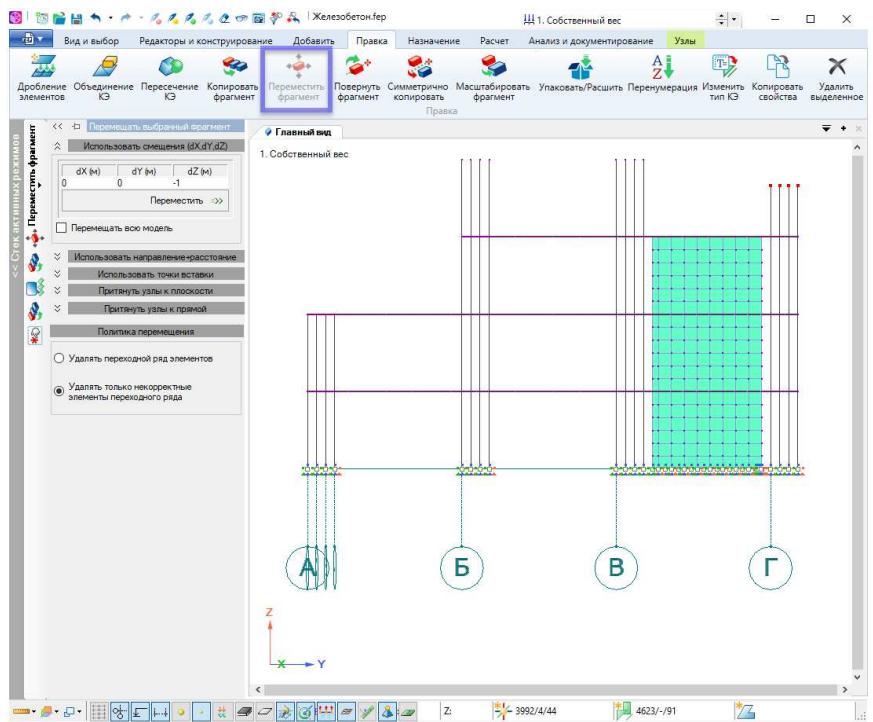 Железобетон.fep
1. Собственный вес
Вид и выбор Редакторы и конструирование Добавить Правка Назначение Расчет Анализ и документирование Узлы
Дробление элементов
Объединение КЭ
Пересечение КЭ
Копировать фрагмент
Переместить фрагмент
Повернуть фрагмент
Симметрично копировать
Масштабировать фрагмент
Упаковать/Расшить
Перенумерация
Изменить тип КЭ
Копировать свойства
Удалить выделенное
Правка
<< Стек активных режимов
Переместить фрагмент
<< Перемещать выбранный фрагмент
Использовать смещения (dX,dY,dZ)
dX (м) dY (м) dZ (м)
0 0 -1
Переместить
Перемещать всю модель
Использовать направление+расстояние
Использовать точки вставки
Притянуть узлы к плоскости
Притянуть узлы к прямой
Политика перемещения
Удалять переходной ряд элементов
Удалять только некорректные
элементы переходного ряда
Главный вид
1. Собственный вес
А Б В Г
Z
X Y
Z: 3992/4/44 4623/-/91